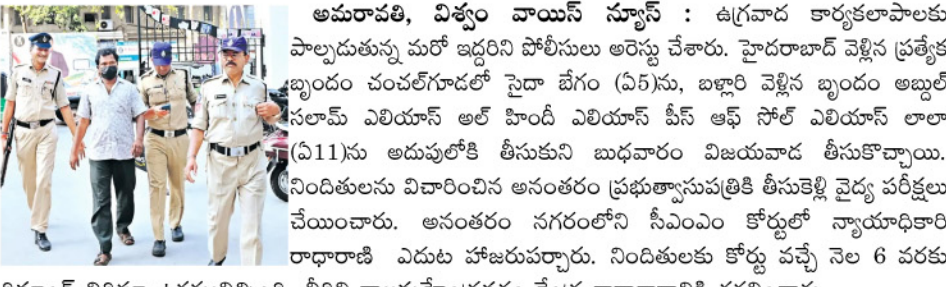 అమరావతి, విశ్వం వాయిస్ న్యూస్ : ఉగ్రవాద కార్యకలాపాలకు
పాల్పడుతున్న మరో ఇద్దరిని పోలీసులు అరెస్టు చేశారు. హైదరాబాద్ వెళ్లిన ప్రత్యేక
బృందం చంచల్‌గూడలో సైదా బేగం (ఏ5)ను, బళ్లారి వెళ్లిన బృందం అబ్దుల్
సలామ్ ఎలియాస్ అల్ హిందీ ఎలియాస్ పీస్ ఆఫ్ సోల్ ఎలియాస్ లాలా
(ఏ11)ను అదుపులోకి తీసుకుని బుధవారం విజయవాడ తీసుకొచ్చాయి.
నిందితులను విచారించిన అనంతరం ప్రభుత్వాసుపత్రికి తీసుకెళ్లి వైద్య పరీక్షలు
చేయించారు. అనంతరం నగరంలోని సీఎంఎం కోర్టులో న్యాయాధికారి
రాధారాణి ఎదుట హాజరుపర్చారు. నిందితులకు కోర్టు వచ్చే నెల 6 వరకు